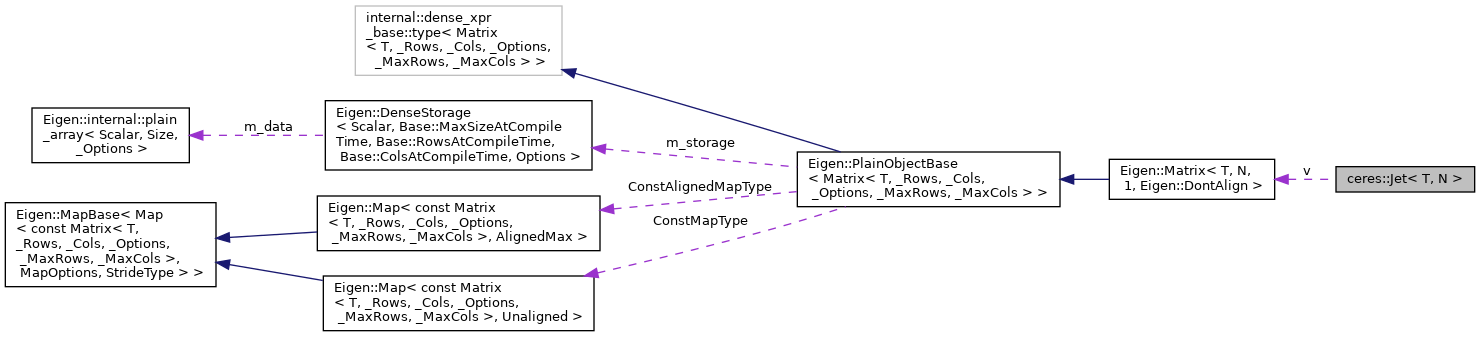 internal::dense_xpr
_base::type< Matrix
< T, _Rows, _Cols, _Options,
_MaxRows, _MaxCols > >
Eigen::internal::plain
_array< Scalar, Size,
_Options >
m_data
Eigen::DenseStorage
< Scalar, Base::MaxSizeAtCompile
Time, Base::RowsAtCompileTime,
Base::ColsAtCompileTime, Options >
m_storage
Eigen::PlainObjectBase
< Matrix< T, _Rows, _Cols,
_Options, _MaxRows, _MaxCols > >
Eigen::Matrix< T, N,
1, Eigen::DontAlign >
v
ceres::Jet< T, N >
ConstAlignedMapType
ConstMapType
Eigen::MapBase< Map
< const Matrix< T,
_Rows, _Cols, _Options,
_MaxRows, _MaxCols >,
MapOptions, StrideType > >
Eigen::Map< const Matrix
< T, _Rows, _Cols, _Options,
_MaxRows, _MaxCols >, AlignedMax >
Eigen::Map< const Matrix
< T, _Rows, _Cols, _Options,
_MaxRows, _MaxCols >, Unaligned >